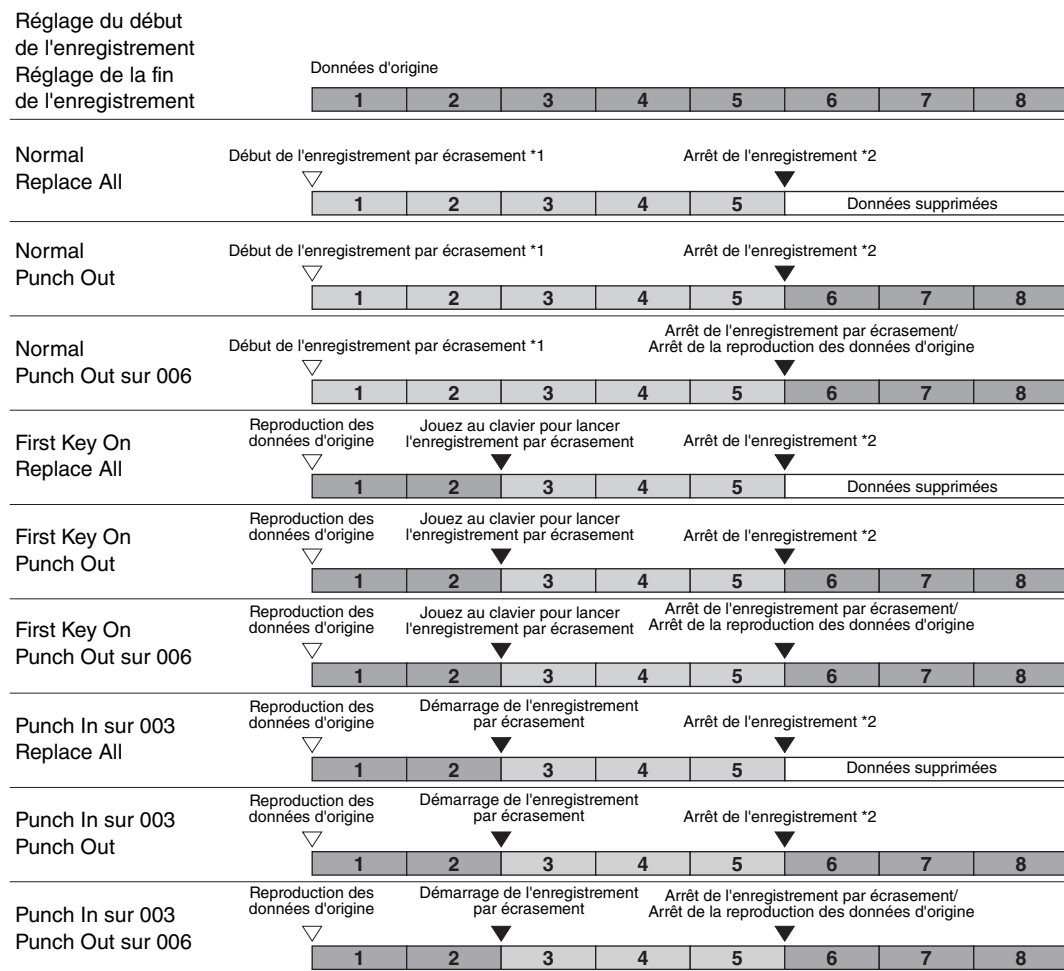 Réglage du début
de l'enregistrement
Réglage de la fin
de l'enregistrement
Données d'origine
1 2 3 4 5 6 7 8
Normal
Replace All
Début de l'enregistrement par écrasement *1
Arrêt de l'enregistrement *2
1 2 3 4 5 Données supprimées
Normal
Punch Out
Début de l'enregistrement par écrasement *1
Arrêt de l'enregistrement *2
1 2 3 4 5 6 7 8
Normal
Punch Out sur 006
Début de l'enregistrement par écrasement *1
Arrêt de l'enregistrement par écrasement/
Arrêt de la reproduction des données d'origine
1 2 3 4 5 6 7 8
First Key On
Replace All
Reproduction des
données d'origine
Jouez au clavier pour lancer
l'enregistrement par écrasement
Arrêt de l'enregistrement *2
1 2 3 4 5 Données supprimées
First Key On
Punch Out
Reproduction des
données d'origine
Jouez au clavier pour lancer
l'enregistrement par écrasement
Arrêt de l'enregistrement *2
1 2 3 4 5 6 7 8
First Key On
Punch Out sur 006
Reproduction des
données d'origine
Jouez au clavier pour lancer
l'enregistrement par écrasement
Arrêt de l'enregistrement par écrasement/
Arrêt de la reproduction des données d'origine
1 2 3 4 5 6 7 8
Punch In sur 003
Replace All
Reproduction des
données d'origine
Démarrage de l'enregistrement
par écrasement
Arrêt de l'enregistrement *2
1 2 3 4 5 Données supprimées
Punch In sur 003
Punch Out
Reproduction des
données d'origine
Démarrage de l'enregistrement
par écrasement
Arrêt de l'enregistrement *2
1 2 3 4 5 6 7 8
Punch In sur 003
Punch Out sur 006
Reproduction des
données d'origine
Démarrage de l'enregistrement
par écrasement
Arrêt de l'enregistrement par écrasement/
Arrêt de la reproduction des données d'origine
1 2 3 4 5 6 7 8